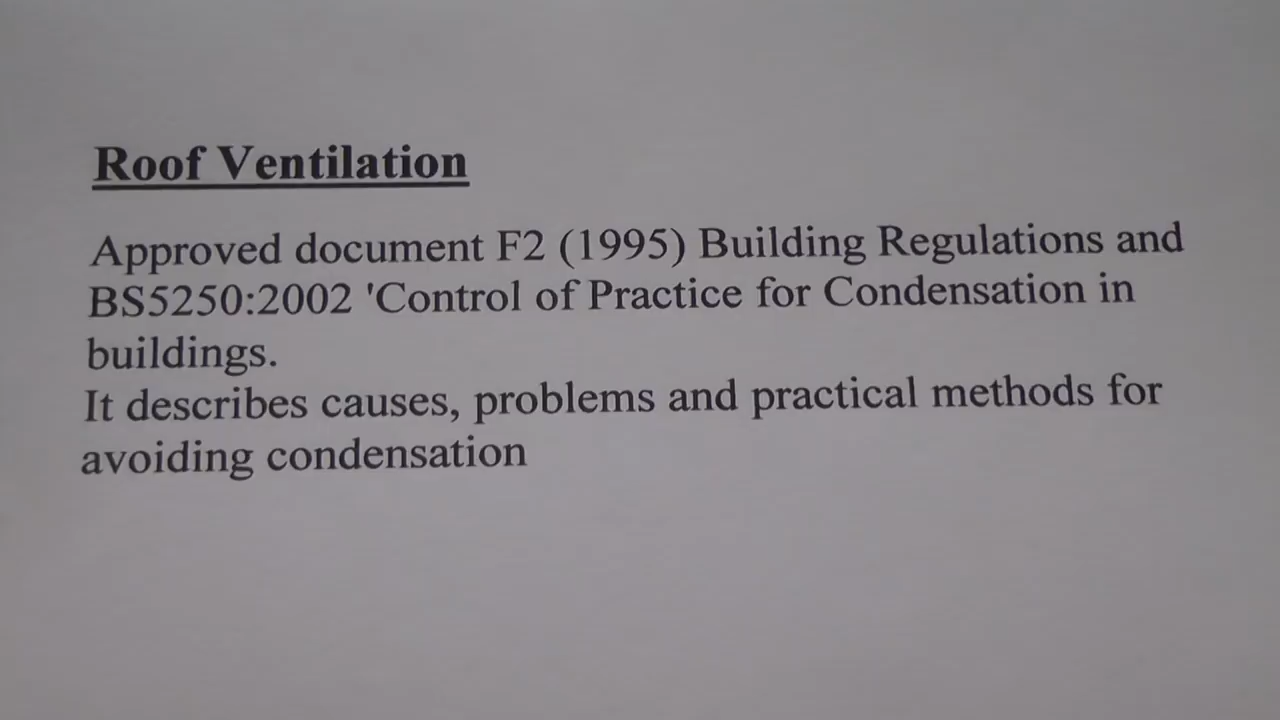 Roof Ventilation
Approved document F2 (1995) Building Regulations and
BS5250:2002 'Control of Practice for Condensation in
buildings.
It describes causes, problems and practical methods for
avoiding condensation